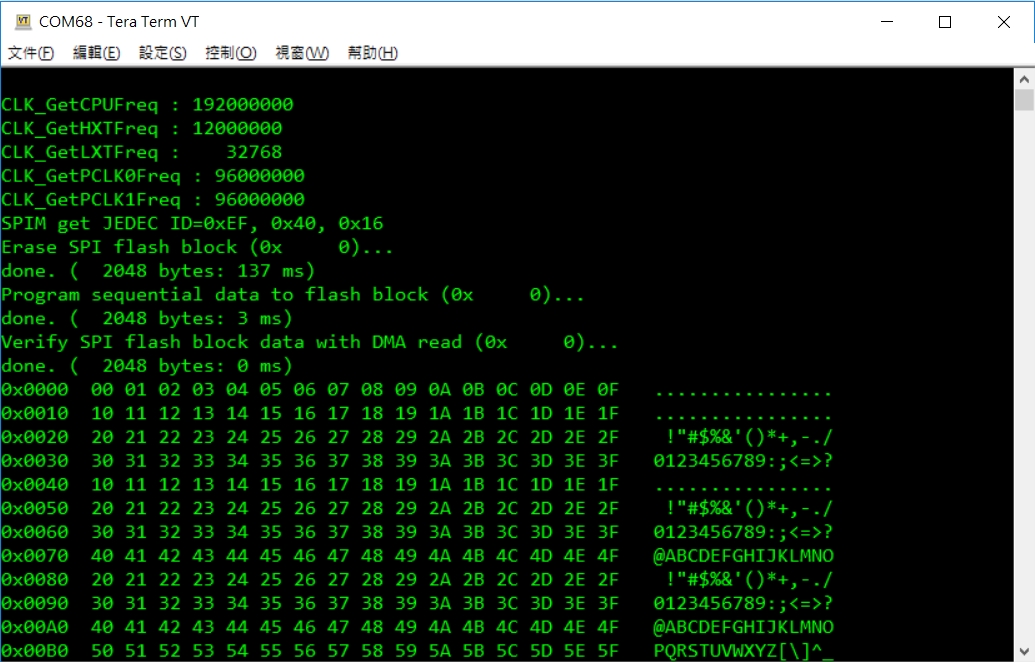 COM68 - Tera Term VT
文件(F) 編輯(E) 設定(S) 控制(O) 視窗(W) 幫助(H)
CLK_GetCPUFreq : 192000000
CLK_GetHXTFreq : 12000000
CLK_GetLXTFreq :    32768
CLK_GetPCLK0Freq : 96000000
CLK_GetPCLK1Freq : 96000000
SPIM get JEDEC ID=0xEF, 0x40, 0x16
Erase SPI flash block (0x     0)...
done. (  2048 bytes: 137 ms)
Program sequential data to flash block (0x     0)...
done. (  2048 bytes: 3 ms)
Verify SPI flash block data with DMA read (0x     0)...
done. (  2048 bytes: 0 ms)
0x0000  00 01 02 03 04 05 06 07 08 09 0A 0B 0C 0D 0E 0F   ................
0x0010  10 11 12 13 14 15 16 17 18 19 1A 1B 1C 1D 1E 1F   ................
0x0020  20 21 22 23 24 25 26 27 28 29 2A 2B 2C 2D 2E 2F    !"#$%&'()*+,-./
0x0030  30 31 32 33 34 35 36 37 38 39 3A 3B 3C 3D 3E 3F   0123456789:;<=>?
0x0040  10 11 12 13 14 15 16 17 18 19 1A 1B 1C 1D 1E 1F   ................
0x0050  20 21 22 23 24 25 26 27 28 29 2A 2B 2C 2D 2E 2F    !"#$%&'()*+,-./
0x0060  30 31 32 33 34 35 36 37 38 39 3A 3B 3C 3D 3E 3F   0123456789:;<=>?
0x0070  40 41 42 43 44 45 46 47 48 49 4A 4B 4C 4D 4E 4F   @ABCDEFGHIJKLMNO
0x0080  20 21 22 23 24 25 26 27 28 29 2A 2B 2C 2D 2E 2F    !"#$%&'()*+,-./
0x0090  30 31 32 33 34 35 36 37 38 39 3A 3B 3C 3D 3E 3F   0123456789:;<=>?
0x00A0  40 41 42 43 44 45 46 47 48 49 4A 4B 4C 4D 4E 4F   @ABCDEFGHIJKLMNO
0x00B0  50 51 52 53 54 55 56 57 58 59 5A 5B 5C 5D 5E 5F   PQRSTUVWXYZ[\]^_